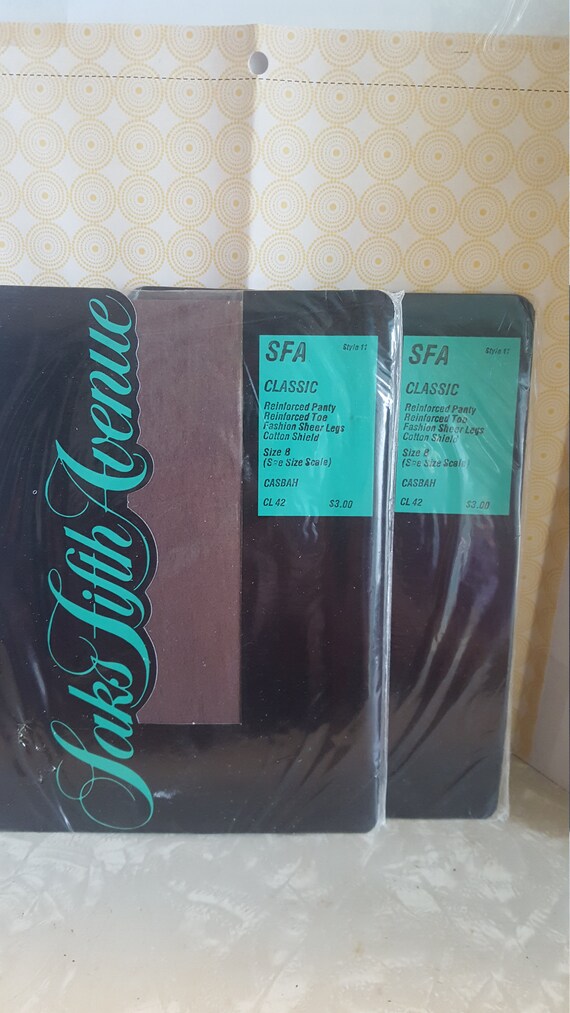 Saks Fifth Avenue
SFA Style 11
CLASSIC
Reinforced Panty
Reinforced Toe
Fashion Sheer Legs
Cotton Shield
Size B
(See Size Scale)
CASBAH
CL 42 $3.00
SFA Style 11
CLASSIC
Reinforced Panty
Reinforced Toe
Fashion Sheer Legs
Cotton Shield
Size B
(See Size Scale)
CASBAH
CL 42 $3.00